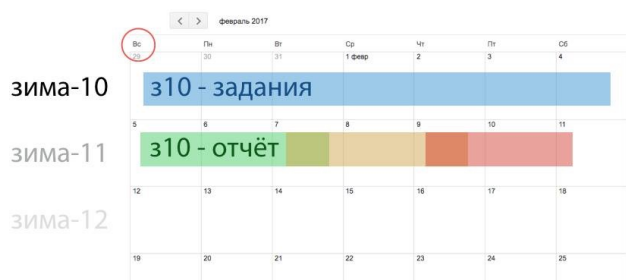 февраль 2017
Вс Пн Вт Ср Чт Пт Сб
29 30 31 1 февр 2 3 4
зима-10 з10 - задания
5 6 7 8 9 10 11
зима-11 з10 - отчёт
12 13 14 15 16 17 18
зима-12
19 20 21 22 23 24 25